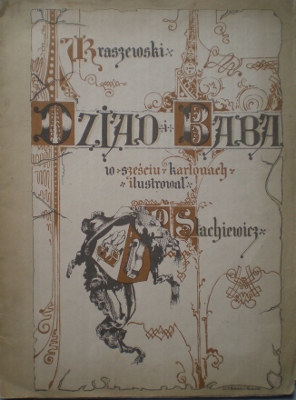 Kraszewski
DZIAD i BABA
w sześciu kartonach
ilustrował
Stachiewicz